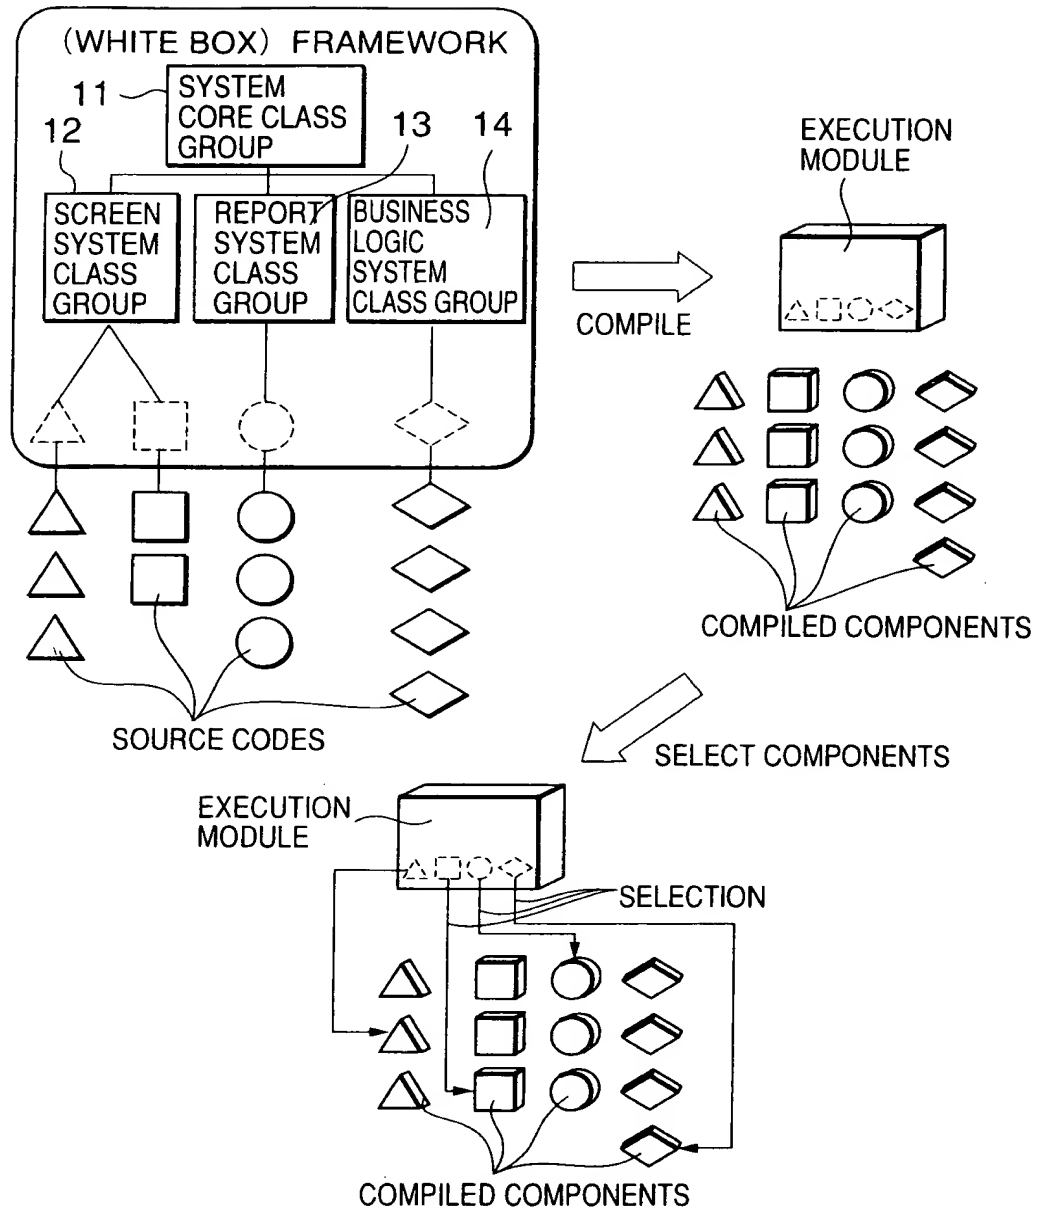 (WHITE BOX) FRAMEWORK
11
SYSTEM
CORE CLASS
GROUP
12
13
14
SCREEN
SYSTEM
CLASS
GROUP
REPORT
SYSTEM
CLASS
GROUP
BUSINESS
LOGIC
SYSTEM
CLASS GROUP
COMPILE
EXECUTION
MODULE
COMPILED COMPONENTS
SOURCE CODES
SELECT COMPONENTS
EXECUTION
MODULE
SELECTION
COMPILED COMPONENTS